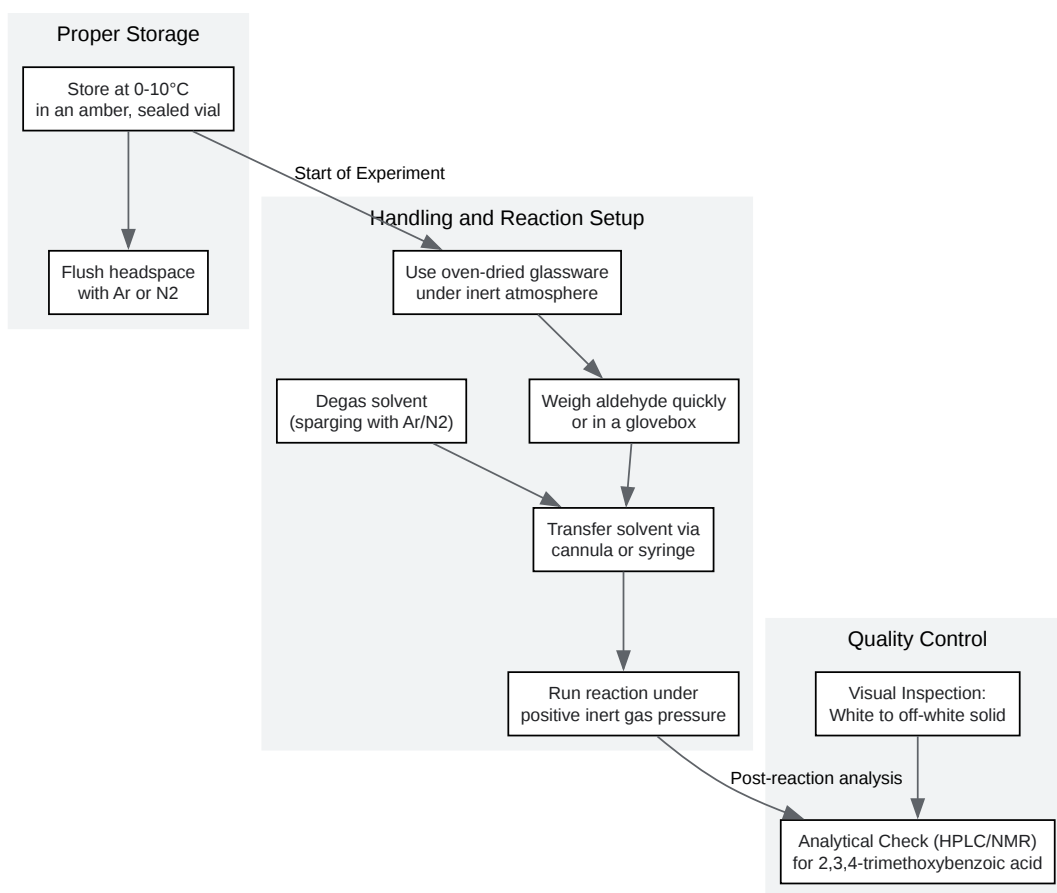 Proper Storage
Store at 0-10°C
in an amber, sealed vial
Flush headspace
with Ar or N2
Start of Experiment
Handling and Reaction Setup
Use oven-dried glassware
under inert atmosphere
Degas solvent
(sparging with Ar/N2)
Weigh aldehyde quickly
or in a glovebox
Transfer solvent via
cannula or syringe
Run reaction under
positive inert gas pressure
Post-reaction analysis
Quality Control
Visual Inspection:
White to off-white solid
Analytical Check (HPLC/NMR)
for 2,3,4-trimethoxybenzoic acid